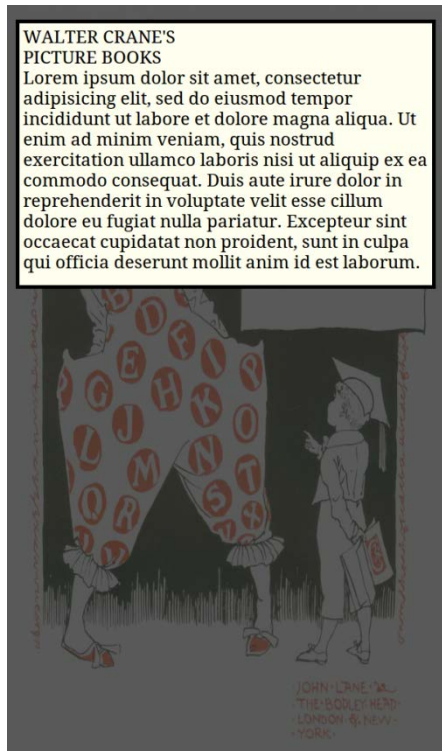 WALTER CRANE'S
PICTURE BOOKS
Lorem ipsum dolor sit amet, consectetur
adipisicing elit, sed do eiusmod tempor
incididunt ut labore et dolore magna aliqua. Ut
enim ad minim veniam, quis nostrud
exercitation ullamco laboris nisi ut aliquip ex ea
commodo consequat. Duis aute irure dolor in
reprehenderit in voluptate velit esse cillum
dolore eu fugiat nulla pariatur. Excepteur sint
occaecat cupidatat non proident, sunt in culpa
qui officia deserunt mollit anim id est laborum.
B
D F
G E I P
J H K
L O
M N
Q R S T
V X
JOHN·LANE·
THE·BODLEY·HEAD·
LONDON·&·NEW·
·YORK·